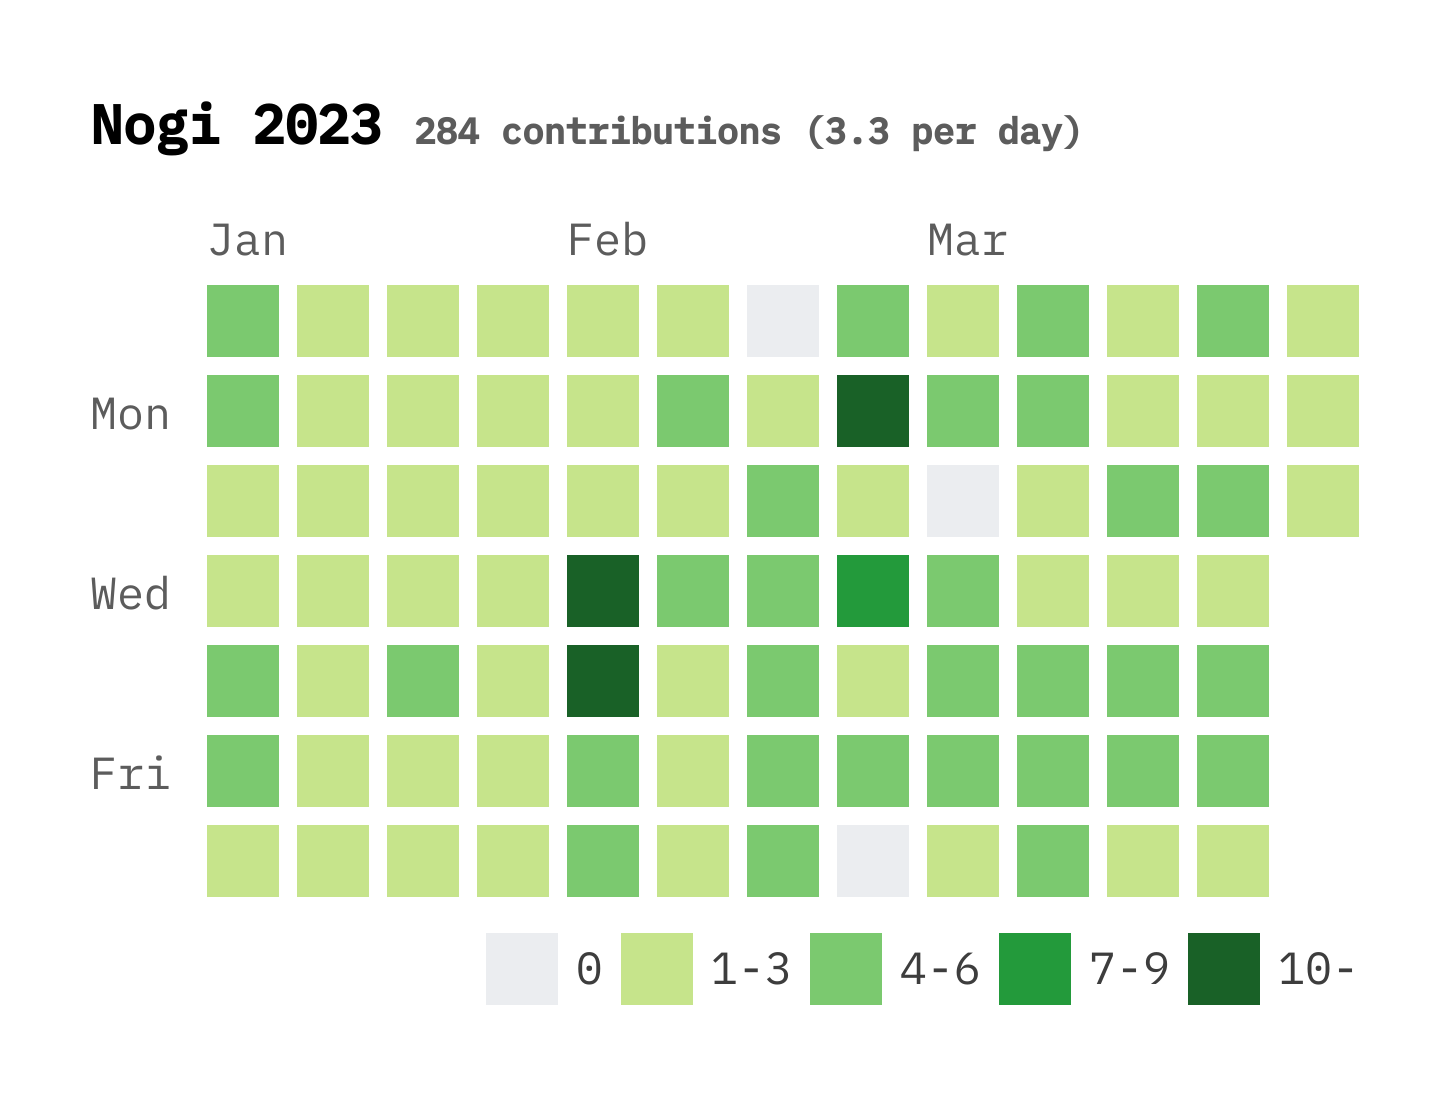 Nogi 2023 284 contributions (3.3 per day)
Jan Feb Mar
Mon
Wed
Fri
0 1-3 4-6 7-9 10-